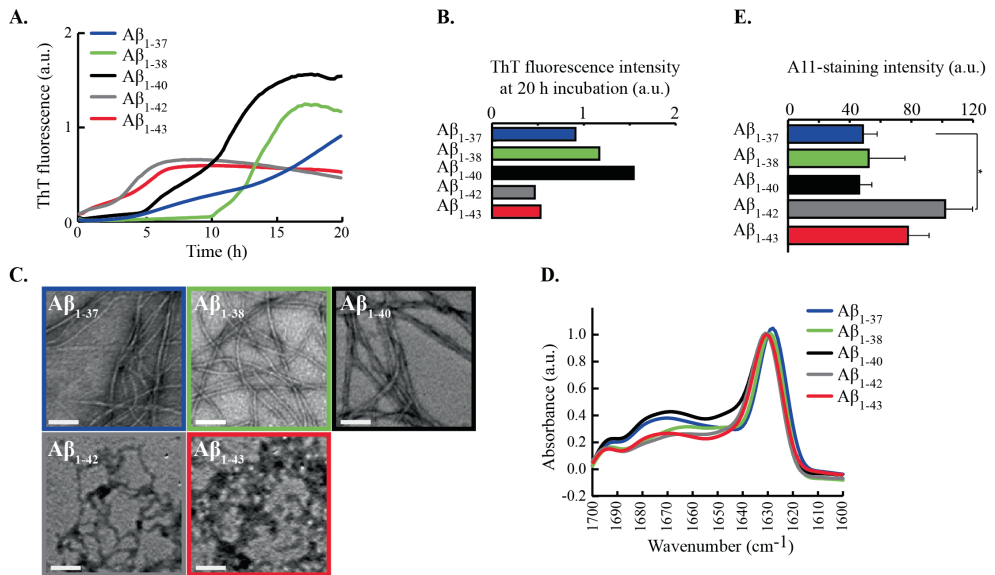 A.
2
1
0
ThT fluorescence (a.u.)
0 5 10 15 20
Time (h)
Aβ1-37
Aβ1-38
Aβ1-40
Aβ1-42
Aβ1-43
B.
ThT fluorescence intensity
at 20 h incubation (a.u.)
0 1 2
Aβ1-37
Aβ1-38
Aβ1-40
Aβ1-42
Aβ1-43
E.
A11-staining intensity (a.u.)
0 40 80 120
Aβ1-37
Aβ1-38
Aβ1-40
Aβ1-42
Aβ1-43
*
C.
Aβ1-37
Aβ1-38
Aβ1-40
Aβ1-42
Aβ1-43
D.
Absorbance (a.u.)
1.0
0.8
0.6
0.4
0.2
0.0
-0.2
1700 1690 1680 1670 1660 1650 1640 1630 1620 1610 1600
Wavenumber (cm-1)
Aβ1-37
Aβ1-38
Aβ1-40
Aβ1-42
Aβ1-43